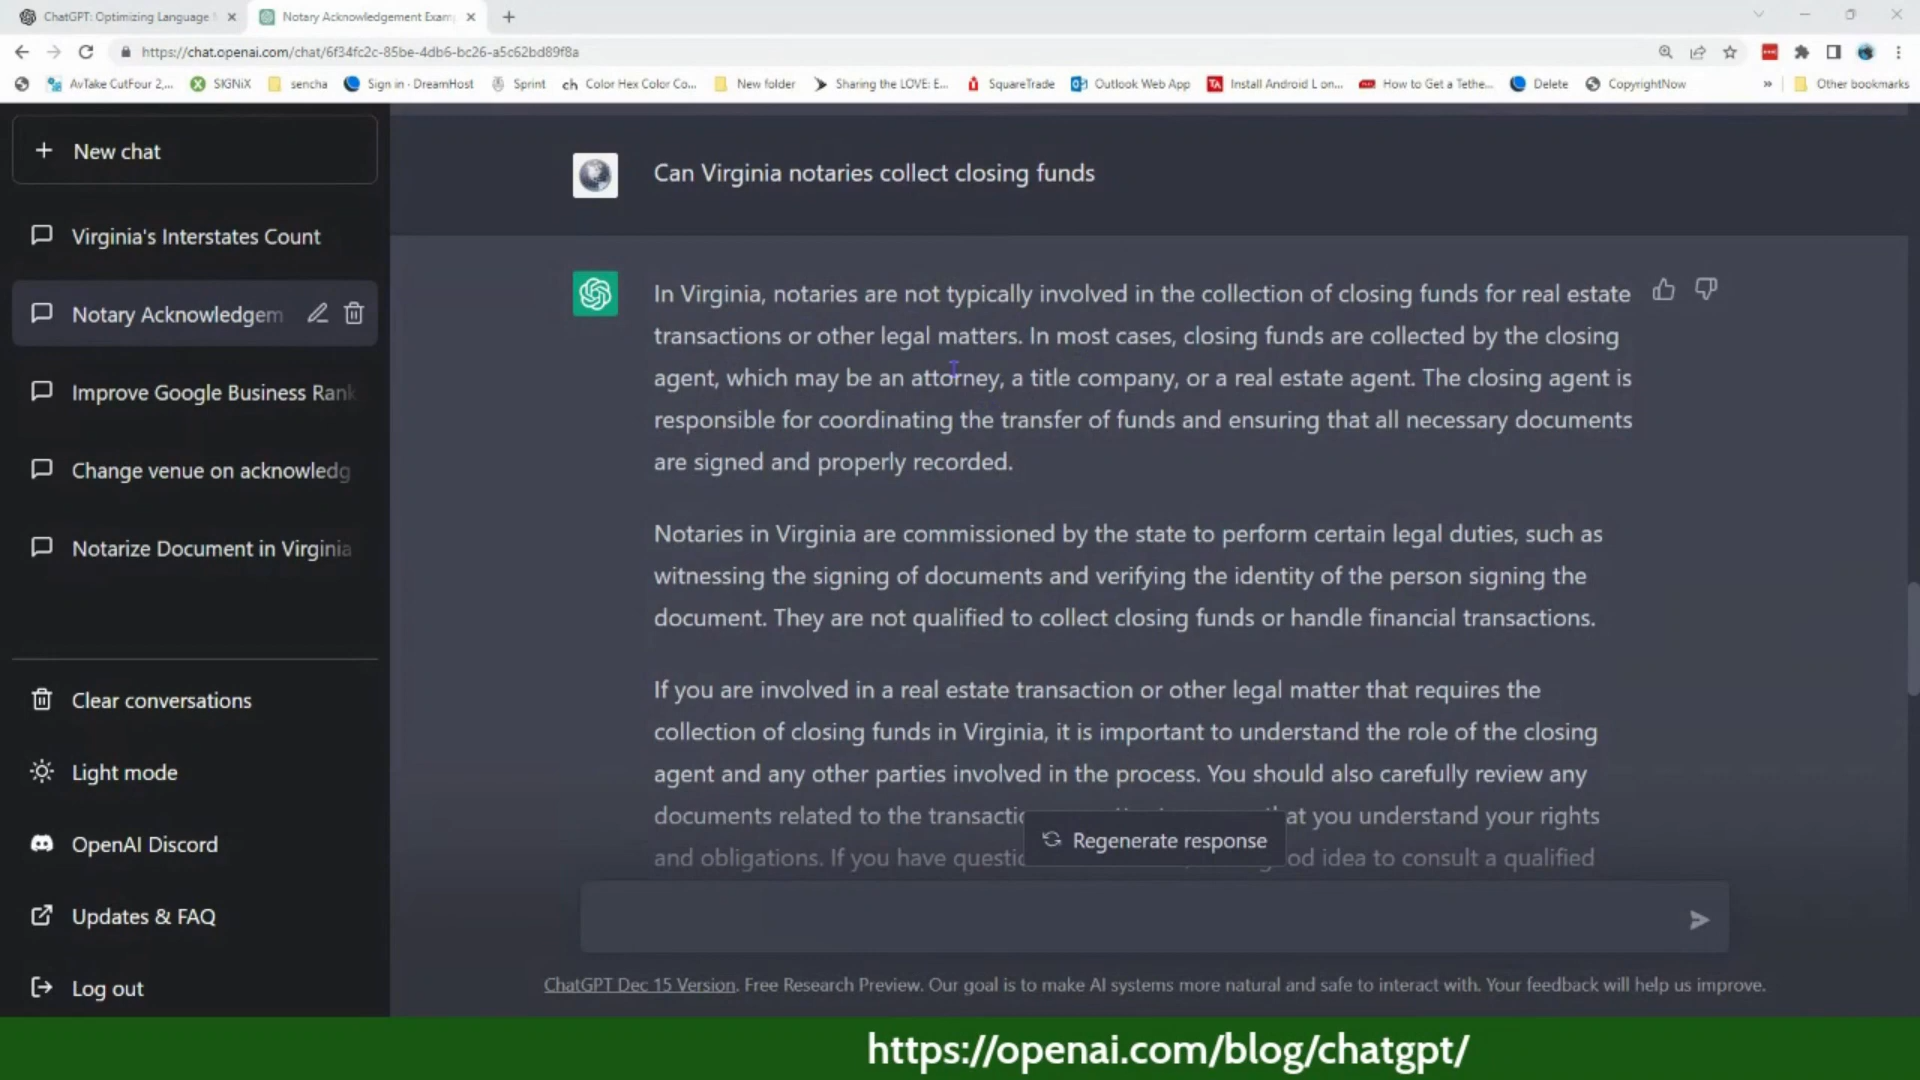 ChatGPT: Optimizing Language
Notary Acknowledgement Exam
https://chat.openai.com/chat/6f34fc2c-85be-4db6-bc26-a5c62bd89f8a
AvTake CutFour 2,...
SIGNiX
sencha
Sign in · DreamHost
Sprint
ch Color Hex Color Co...
New folder
Sharing the LOVE: E...
SquareTrade
Outlook Web App
TA Install Android L on...
How to Get a Tethe...
Delete
CopyrightNow
»
Other bookmarks
+ New chat
Virginia's Interstates Count
Notary Acknowledgem
Improve Google Business Rank
Change venue on acknowledg
Notarize Document in Virginia
Clear conversations
Light mode
OpenAI Discord
Updates & FAQ
Log out
Can Virginia notaries collect closing funds
In Virginia, notaries are not typically involved in the collection of closing funds for real estate
transactions or other legal matters. In most cases, closing funds are collected by the closing
agent, which may be an attorney, a title company, or a real estate agent. The closing agent is
responsible for coordinating the transfer of funds and ensuring that all necessary documents
are signed and properly recorded.
Notaries in Virginia are commissioned by the state to perform certain legal duties, such as
witnessing the signing of documents and verifying the identity of the person signing the
document. They are not qualified to collect closing funds or handle financial transactions.
If you are involved in a real estate transaction or other legal matter that requires the
collection of closing funds in Virginia, it is important to understand the role of the closing
agent and any other parties involved in the process. You should also carefully review any
documents related to the transactio at you understand your rights
and obligations. If you have questio od idea to consult a qualified
Regenerate response
ChatGPT Dec 15 Version. Free Research Preview. Our goal is to make AI systems more natural and safe to interact with. Your feedback will help us improve.
https://openai.com/blog/chatgpt/